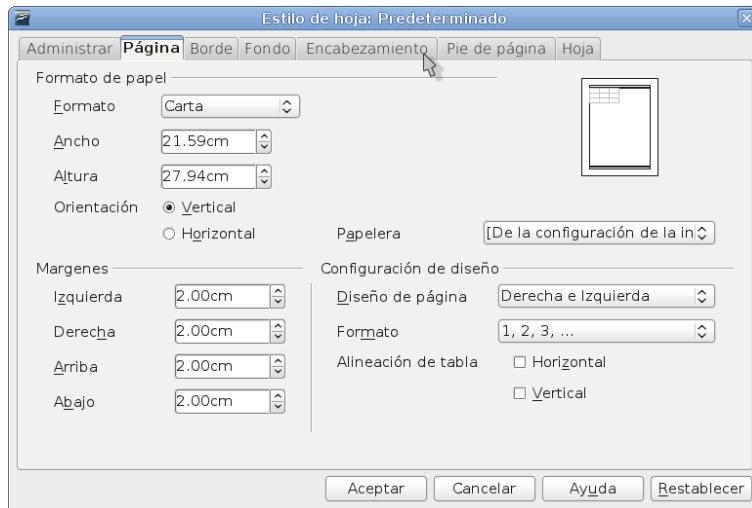 Estilo de hoja: Predeterminado
Administrar Página Borde Fondo Encabezamiento Pie de página Hoja
Formato de papel
Formato Carta
Ancho 21.59cm
Altura 27.94cm
Orientación Vertical
Horizontal Papelera [De la configuración de la in
Margenes Configuración de diseño
Izquierda 2.00cm Diseño de página Derecha e Izquierda
Derecha 2.00cm Formato 1, 2, 3, ...
Arriba 2.00cm Alineación de tabla Horizontal
Vertical
Abajo 2.00cm
Aceptar Cancelar Ayuda Restablecer